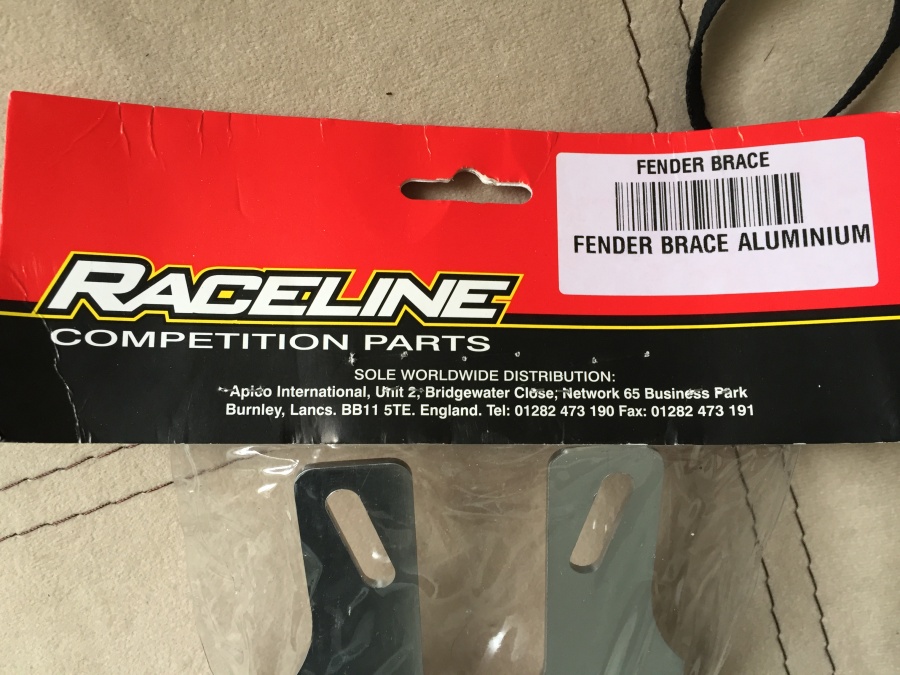 FENDER BRACE
FENDER BRACE ALUMINIUM
RACELINE
COMPETITION PARTS
SOLE WORLDWIDE DISTRIBUTION:
Apico International, Unit 2, Bridgewater Close, Network 65 Business Park
Burnley, Lancs. BB11 5TE. England. Tel: 01282 473 190 Fax: 01282 473 191